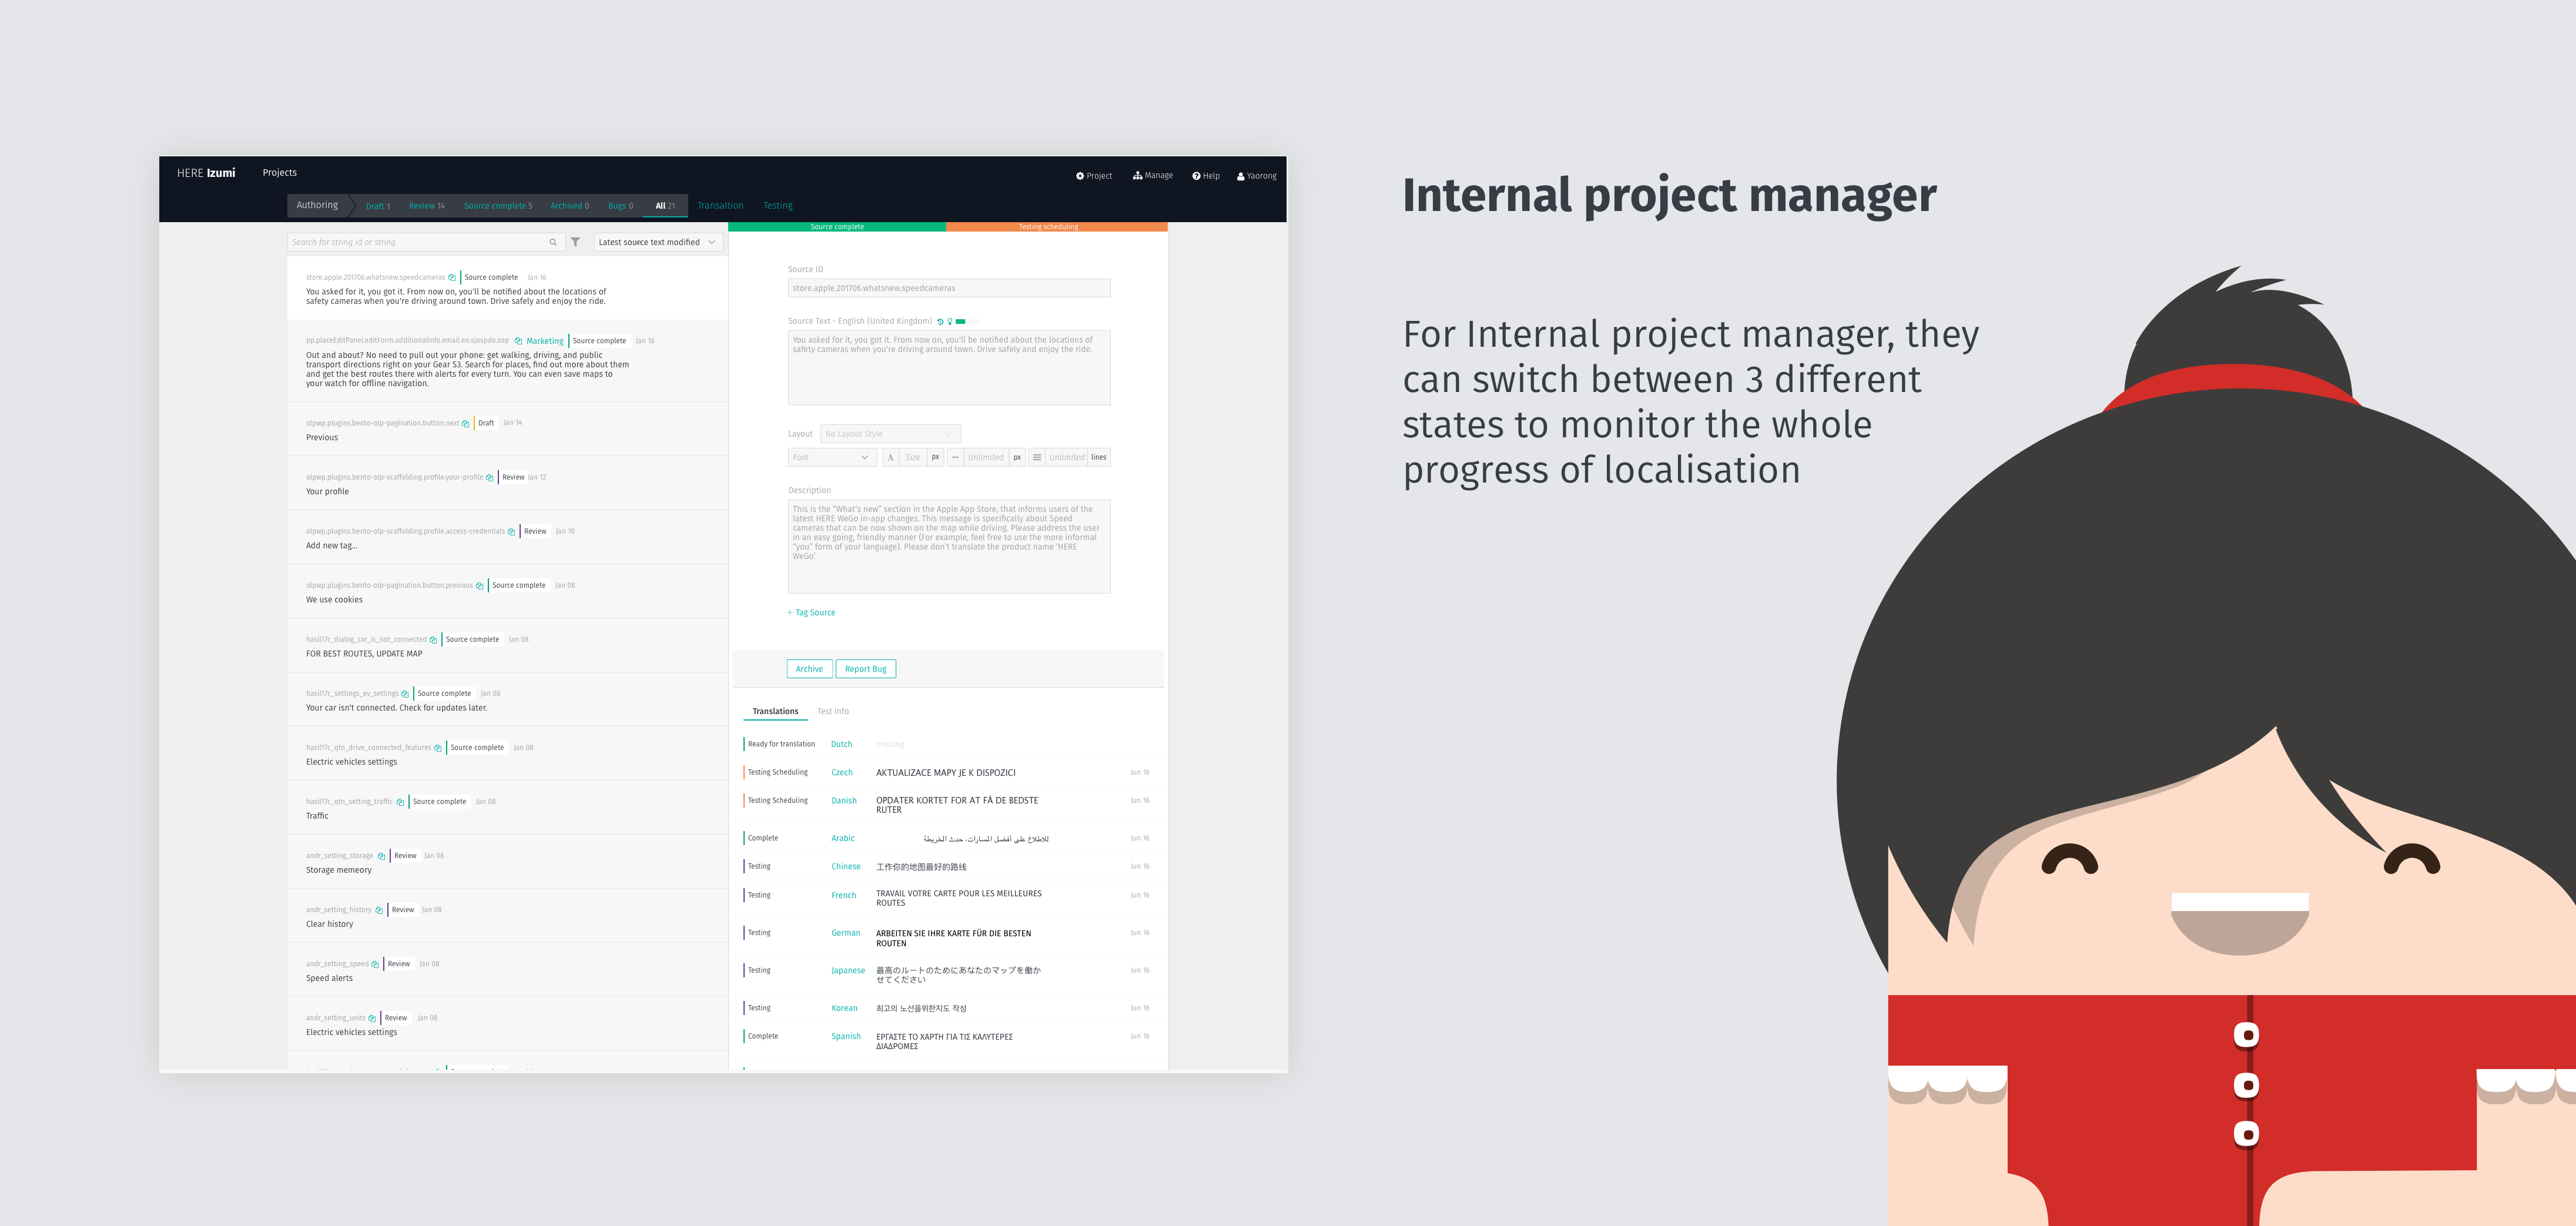 HERE Izumi Projects Project Manage Help Yaorong
Authoring Draft 1 Review 14 Source complete 5 Archived 0 Bugs 0 All 21 Transaltion Testing
Search for string id or string Latest source text modified
store.apple.201706.whatsnew.speedcameras Source complete Jan 16
You asked for it, you got it. From now on, you'll be notified about the locations of
safety cameras when you're driving around town. Drive safely and enjoy the ride.
pp.placeEditPanel.editForm.additionalInfo.email.en.sjospdo.sop Marketing Source complete Jan 16
Out and about? No need to pull out your phone: get walking, driving, and public
transport directions right on your Gear S3. Search for places, find out more about them
and get the best routes there with alerts for every turn. You can even save maps to
your watch for offline navigation.
olpwp.plugins.bento-olp-pagination.button.next Draft Jan 14
Previous
olpwp.plugins.bento-olp-scaffolding.profile.your-profile Review Jan 12
Your profile
olpwp.plugins.bento-olp-scaffolding.profile.access-credentials Review Jan 10
Add new tag...
olpwp.plugins.bento-olp-pagination.button.previous Source complete Jan 08
We use cookies
hasil17c_dialog_car_is_not_connected Source complete Jan 08
FOR BEST ROUTES, UPDATE MAP
hasil17c_settings_ev_settings Source complete Jan 08
Your car isn't connected. Check for updates later.
hasil17c_qtn_drive_connected_features Source complete Jan 08
Electric vehicles settings
hasil17c_qtn_setting_traffic Source complete Jan 08
Traffic
andr_setting_storage Review Jan 08
Storage memeory
andr_setting_history Review Jan 08
Clear history
andr_setting_speed Review Jan 08
Speed alerts
andr_setting_units Review Jan 08
Electric vehicles settings
Source complete Testing scheduling
Source ID
store.apple.201706.whatsnew.speedcameras
Source Text - English (United Kingdom)
You asked for it, you got it. From now on, you'll be notified about the locations of
safety cameras when you're driving around town. Drive safely and enjoy the ride.
Layout No Layout Style
Font A Size px Unlimited px Unlimited lines
Description
This is the "What's new" section in the Apple App Store, that informs users of the
latest HERE WeGo in-app changes. This message is specifically about Speed
cameras that can be now shown on the map while driving. Please address the user
in an easy going, friendly manner (For example, feel free to use the more informal
"you" form of your language). Please don't translate the product name 'HERE
WeGo'.
+ Tag Source
Archive Report Bug
Translations Test Info
Ready for translation Dutch missing
Testing Scheduling Czech AKTUALIZACE MAPY JE K DISPOZICI Jun 16
Testing Scheduling Danish OPDATER KORTET FOR AT FÅ DE BEDSTE Jun 16
RUTER
Complete Arabic للاطلاع على أفضل المسارات، حدث الخريطة Jun 16
Testing Chinese 工作你的地图最好的路线 Jun 16
Testing French TRAVAIL VOTRE CARTE POUR LES MEILLEURES Jun 16
ROUTES
Testing German ARBEITEN SIE IHRE KARTE FÜR DIE BESTEN Jun 16
ROUTEN
Testing Japanese 最高のルートのためにあなたのマップを働か Jun 16
せてください
Testing Korean 최고의 노선을위한지도 작성 Jun 16
Complete Spanish ΕΡΓΑΣΤΕ ΤΟ ΧΑΡΤΗ ΓΙΑ ΤΙΣ ΚΑΛΥΤΕΡΕΣ Jun 16
ΔΙΑΔΡΟΜΕΣ
Internal project manager
For Internal project manager, they
can switch between 3 different
states to monitor the whole
progress of localisation